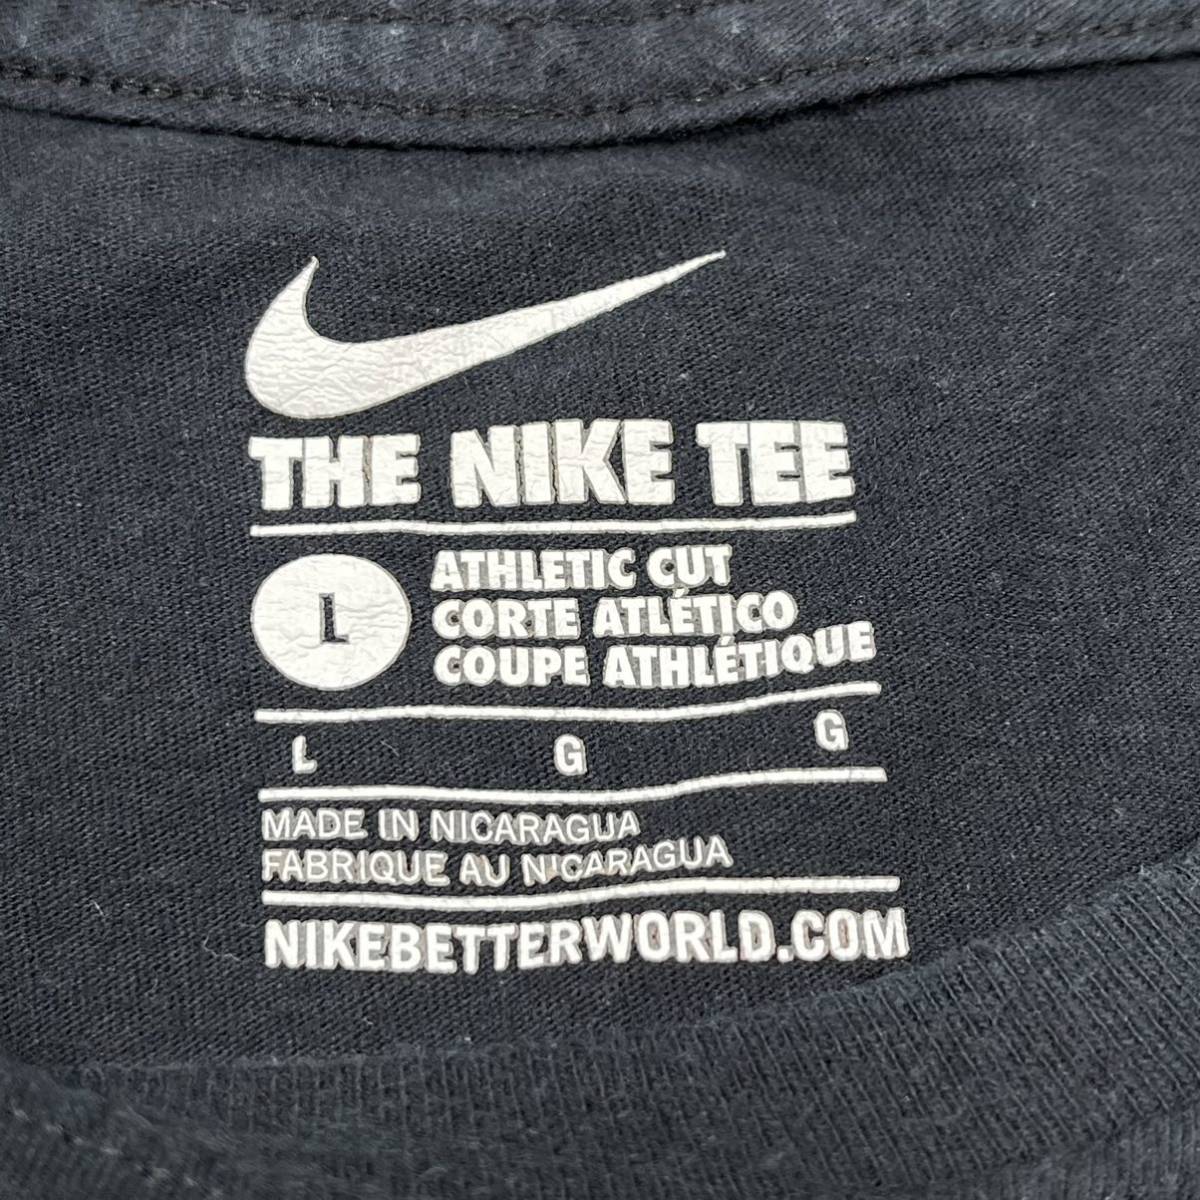 THE NIKE TEE
L
ATHLETIC CUT
CORTE ATLÉTICO
COUPE ATHLÉTIQUE
L G G
MADE IN NICARAGUA
FABRIQUE AU NICARAGUA
NIKEBETTERWORLD.COM